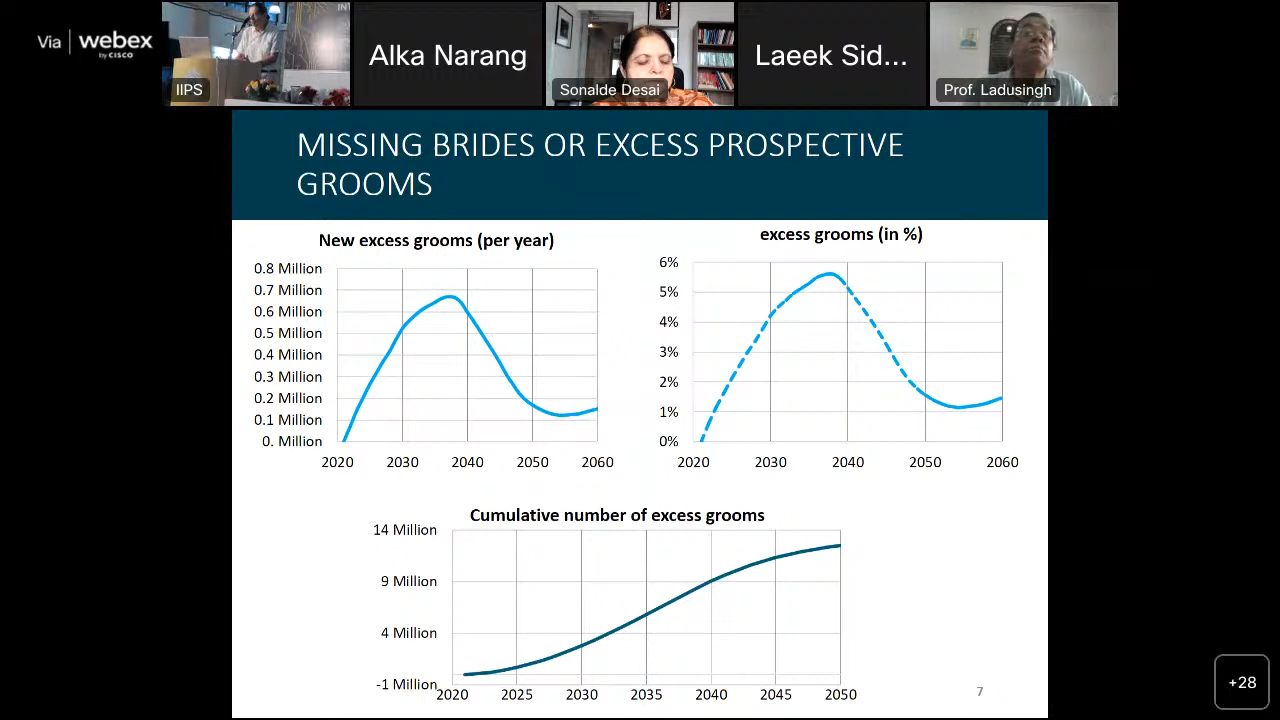 Via | webex
by CISCO
IN
IIPS
Alka Narang
Sonalde Desai
Laeek Sid...
Prof. Ladusingh
MISSING BRIDES OR EXCESS PROSPECTIVE
GROOMS
New excess grooms (per year)
0.8 Million
0.7 Million
0.6 Million
0.5 Million
0.4 Million
0.3 Million
0.2 Million
0.1 Million
0. Million
2020 2030 2040 2050 2060
excess grooms (in %)
6%
5%
4%
3%
2%
1%
0%
2020 2030 2040 2050 2060
Cumulative number of excess grooms
14 Million
9 Million
4 Million
-1 Million
2020 2025 2030 2035 2040 2045 2050
7
+28